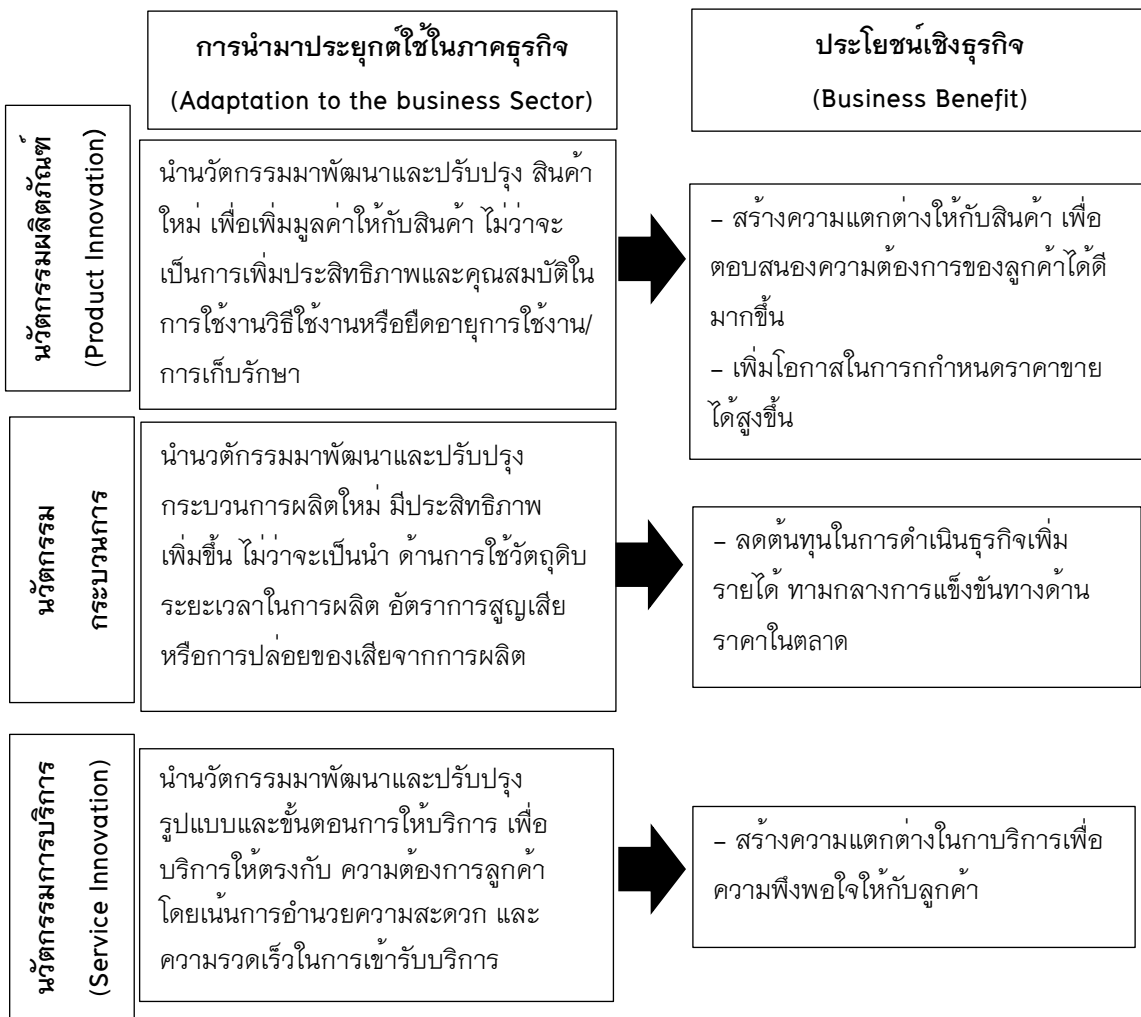 การนำมาประยุกต์ใช้ในภาคธุรกิจ
(Adaptation to the business Sector)
ประโยชน์เชิงธุรกิจ
(Business Benefit)
นวัตกรรมผลิตภัณฑ์
(Product Innovation)
นำนวัตกรรมมาพัฒนาและปรับปรุง สินค้า
ใหม่ เพื่อเพิ่มมูลค่าให้กับสินค้า ไม่ว่าจะ
เป็นการเพิ่มประสิทธิภาพและคุณสมบัติใน
การใช้งานวิธีใช้งานหรือยืดอายุการใช้งาน/
การเก็บรักษา
– สร้างความแตกต่างให้กับสินค้า เพื่อ
ตอบสนองความต้องการของลูกค้าได้ดี
มากขึ้น
– เพิ่มโอกาสในการกกำหนดราคาขาย
ได้สูงขึ้น
นวัตกรรม
กระบวนการ
นำนวตักรรมมาพัฒนาและปรับปรุง
กระบวนการผลิตใหม่ มีประสิทธิภาพ
เพิ่มขึ้น ไม่ว่าจะเป็นนำ ด้านการใช้วัตถุดิบ
ระยะเวลาในการผลิต อัตราการสูญเสีย
หรือการปล่อยของเสียจากการผลิต
– ลดต้นทุนในการดำเนินธุรกิจเพิ่ม
รายได้ ทามกลางการแข็งขันทางด้าน
ราคาในตลาด
นวัตกรรมการบริการ
(Service Innovation)
นำนวัตกรรมมาพัฒนาและปรับปรุง
รูปแบบและขั้นตอนการให้บริการ เพื่อ
บริการให้ตรงกับ ความต้องการลูกค้า
โดยเน้นการอำนวยความสะดวก และ
ความรวดเร็วในการเข้ารับบริการ
– สร้างความแตกต่างในกาบริการเพื่อ
ความพึงพอใจให้กับลูกค้า